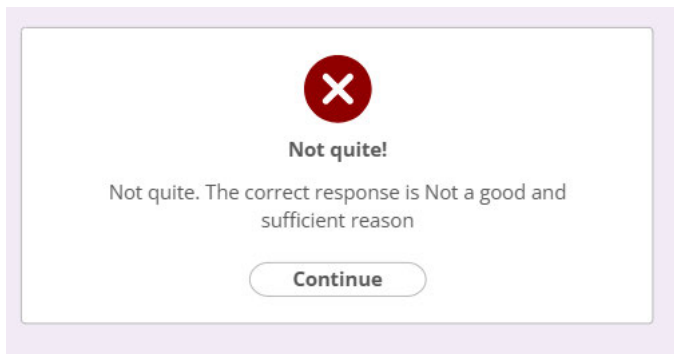 Not quite!
Not quite. The correct response is Not a good and
sufficient reason
Continue